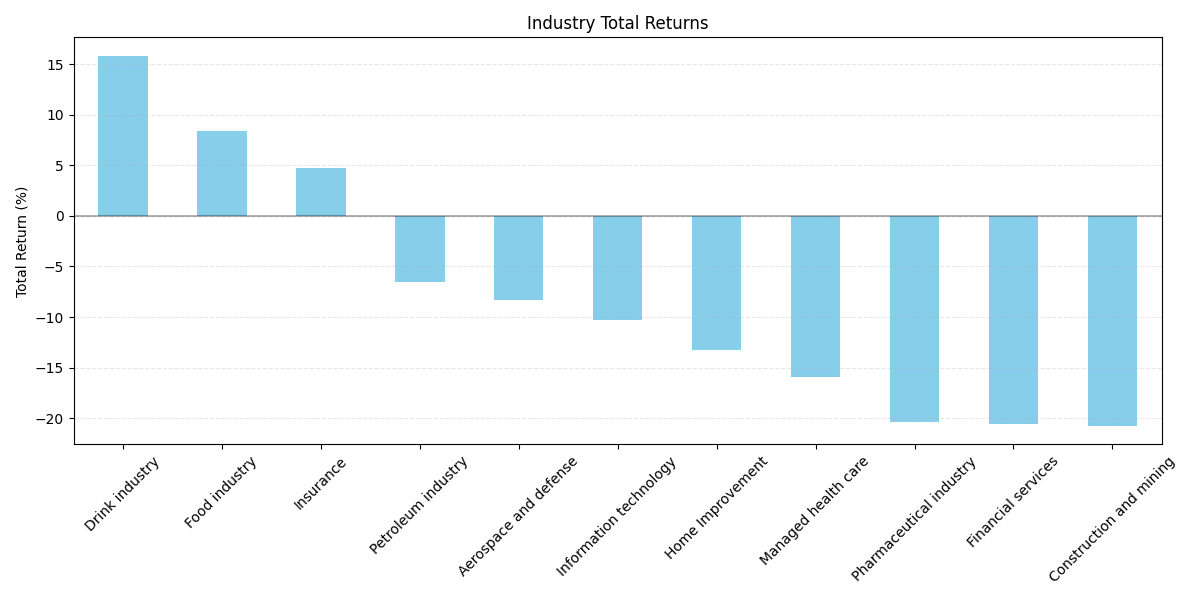 Industry Total Returns
Total Return (%)
15
10
5
0
−5
−10
−15
−20
Drink industry
Food industry
Insurance
Petroleum industry
Aerospace and defense
Information technology
Home Improvement
Managed health care
Pharmaceutical industry
Financial services
Construction and mining